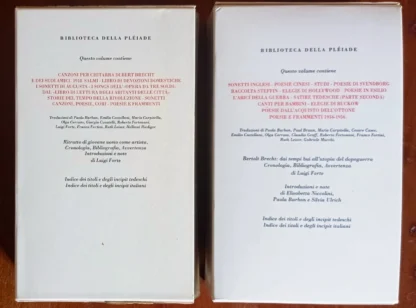 BIBLIOTECA DELLA PLÉIADE
Questo volume contiene
CANZONI PER CHITARRA DI BERT BRECHT
E DEI SUOI AMICI. 1918 SALMI · LIBRO DI DEVOZIONI DOMESTICHE
I SONETTI DI AUGUSTA · I SONGS DELL'«OPERA DA TRE SOLDI»
DAL «LIBRO DI LETTURA PER GLI ABITANTI DELLE CITTÀ»
STORIE DEL TEMPO DELLA RIVOLUZIONE · SONETTI
CANZONI, POESIE, CORI · POESIE E FRAMMENTI
Traduzioni di Paolo Barbon, Emilio Castellani, Mario Carpitella,
Olga Cerrato, Giorgio Cusatelli, Roberto Fertonani,
Luigi Forte, Franco Fortini, Ruth Leiser, Hellmut Riediger
Ritratto di giovane uomo come artista.
Cronologia, Bibliografia, Avvertenza
Introduzioni e note
di Luigi Forte
Indice dei titoli e degli incipit tedeschi
Indice dei titoli e degli incipit italiani
BIBLIOTECA DELLA PLÉIADE
Questo volume contiene
SONETTI INGLESI · POESIE CINESI · STUDI · POESIE DI SVENDBORG
RACCOLTA STEFFIN · ELEGIE DI HOLLYWOOD · POESIE IN ESILIO
L'ABICÌ DELLA GUERRA · SATIRE TEDESCHE (PARTE SECONDA)
CANTI PER BAMBINI · ELEGIE DI BUCKOW
POESIE DALL'ACQUISTO DELL'OTTONE
POESIE E FRAMMENTI 1934-1956
Traduzioni di Paolo Barbon, Paul Braun, Mario Carpitella, Cesare Cases,
Emilio Castellani, Olga Cerrato, Claudio Groff, Roberto Fertonani, Franco Fortini,
Ruth Leiser, Gabriella
Bertolt Brecht: dai tempi bui all'utopia del dopoguerra
Cronologia, Bibliografia, Avvertenza
di Luigi Forte
Introduzioni e note
di Elisabetta Niccolini,
Paola Barbon e Silvia Ulrich
Indice dei titoli e degli incipit tedeschi
Indice dei titoli e degli incipit italiani